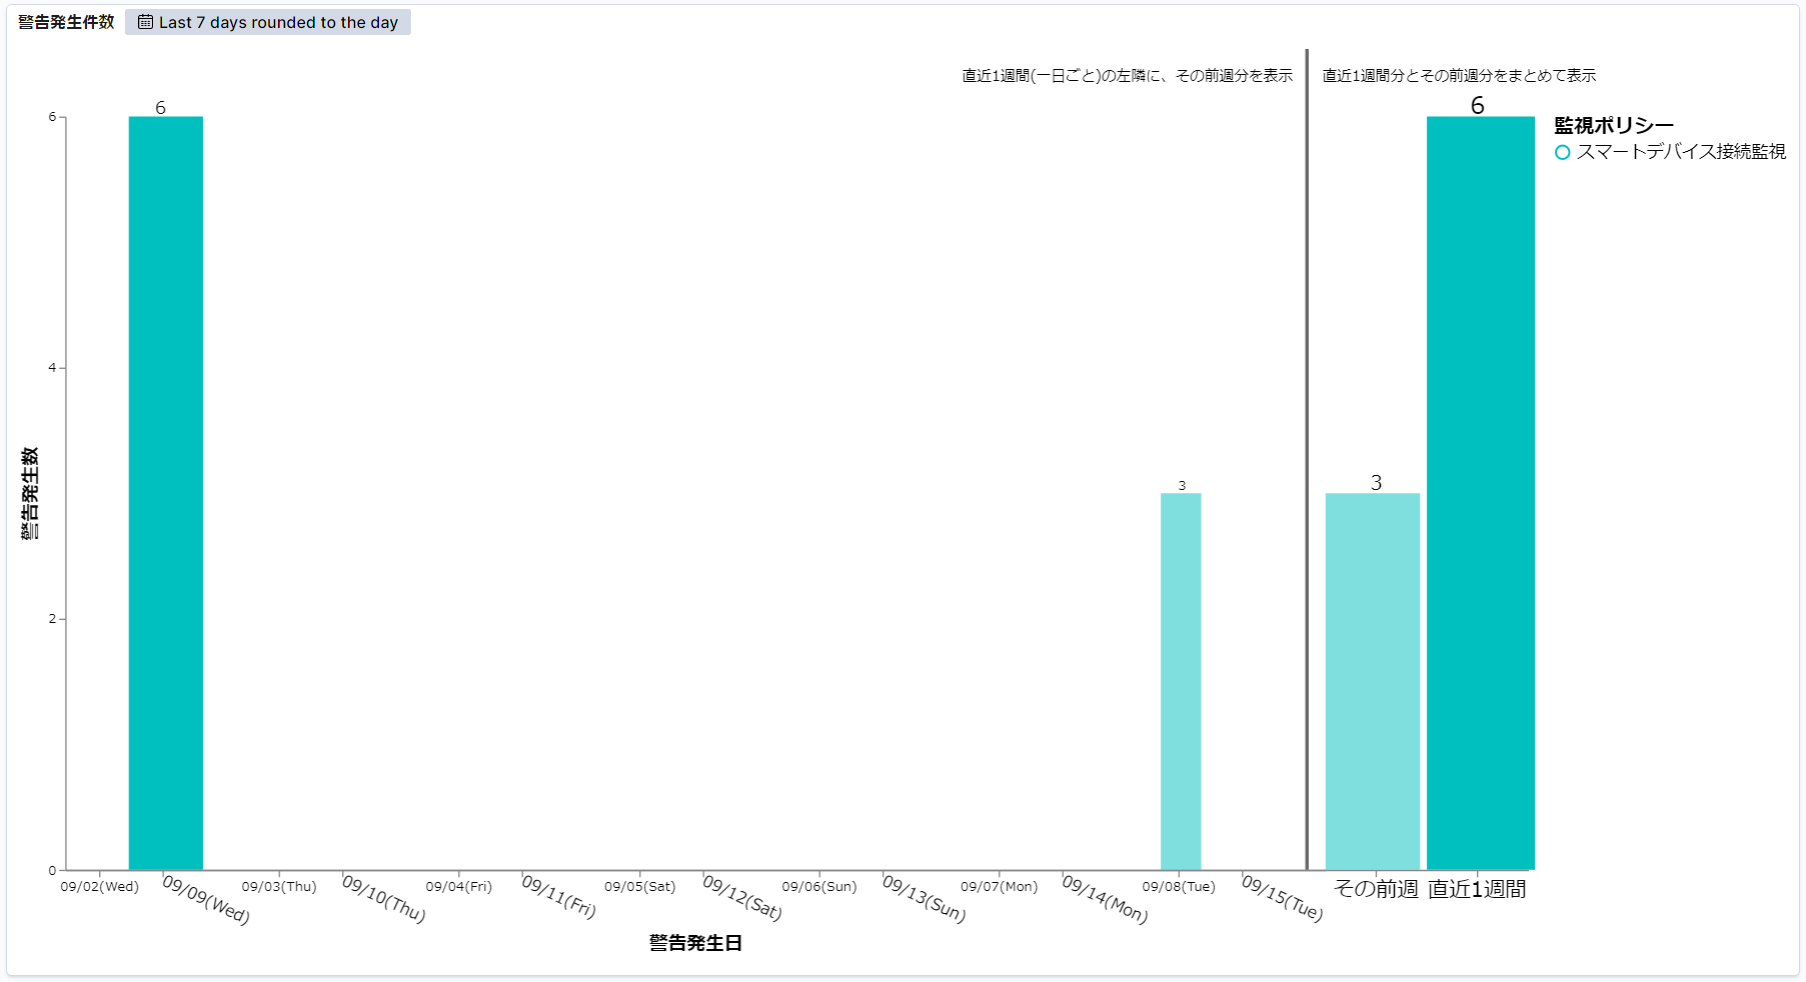 警告発生件数 Last 7 days rounded to the day
直近1週間(一日ごと)の左隣に、その前週分を表示
直近1週間分とその前週分をまとめて表示
監視ポリシー
スマートデバイス接続監視
6
3
3
6
6
4
2
0
警告発生数
09/02(Wed)
09/09(Wed)
09/03(Thu)
09/10(Thu)
09/04(Fri)
09/11(Fri)
09/05(Sat)
09/12(Sat)
09/06(Sun)
09/13(Sun)
09/07(Mon)
09/14(Mon)
09/08(Tue)
09/15(Tue)
その前週
直近1週間
警告発生日